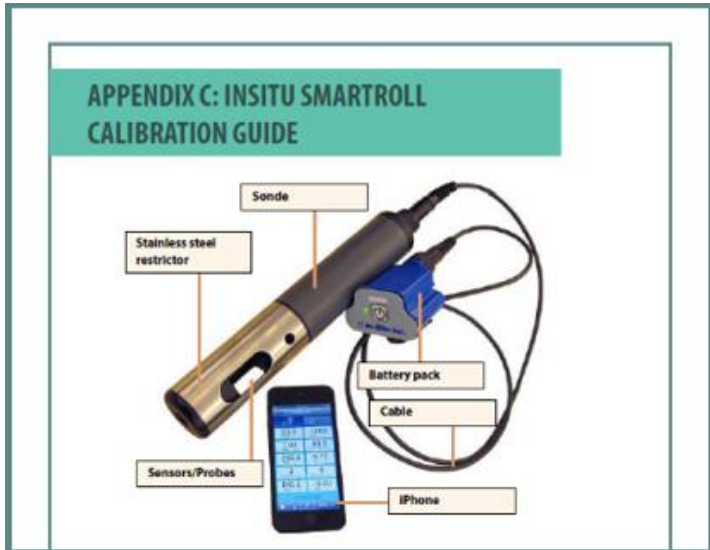 APPENDIX C: INSITU SMARTROLL
CALIBRATION GUIDE
Sonde
Stainless steel
restrictor
Battery pack
Cable
Sensors/Probes
iPhone